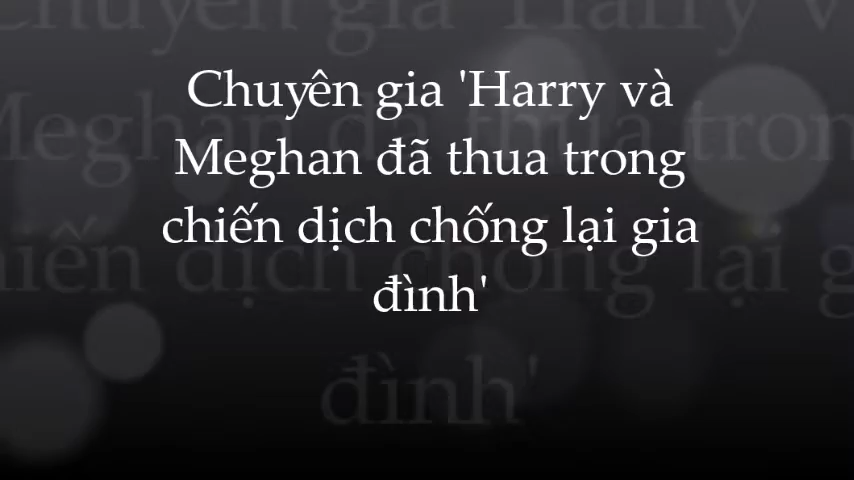 Chuyên gia 'Harry và
Meghan đã thua trong
chiến dịch chống lại gia
đình'